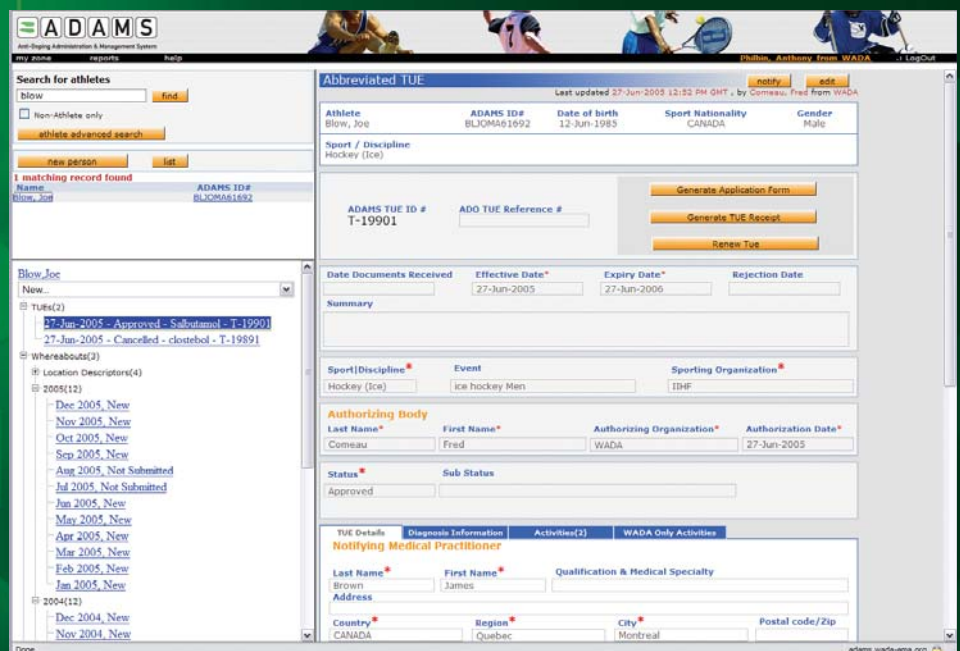 ADAMS
Anti-Doping Administration & Management System
my zone reports help
Philbin, Anthony from WADA LogOut
Search for athletes
blow find
Non-Athlete only
athlete advanced search
new person list
1 matching record found
Name ADAMS ID#
Blow, Joe BLJOMA61692
Blow,Joe
New...
TUEs(2)
27-Jun-2005 - Approved - Salbutamol - T-19901
27-Jun-2005 - Cancelled - clostebol - T-19891
Whereabouts(3)
Location Descriptors(4)
2005(12)
Dec 2005, New
Nov 2005, New
Oct 2005, New
Sep 2005, New
Aug 2005, Not Submitted
Jul 2005, Not Submitted
Jun 2005, New
May 2005, New
Apr 2005, New
Mar 2005, New
Feb 2005, New
Jan 2005, New
2004(12)
Dec 2004, New
Nov 2004, New
Abbreviated TUE notify edit
Last updated 27-Jun-2005 12:52 PM GMT , by Comeau, Fred from WADA
Athlete ADAMS ID# Date of birth Sport Nationality Gender
Blow, Joe BLJOMA61692 12-Jun-1985 CANADA Male
Sport / Discipline
Hockey (Ice)
Generate Application Form
ADAMS TUE ID # ADO TUE Reference #
T-19901
Generate TUE Receipt
Renew Tue
Date Documents Received Effective Date* Expiry Date* Rejection Date
27-Jun-2005 27-Jun-2006
Summary
Sport|Discipline* Event Sporting Organization*
Hockey (Ice) ice hockey Men IIHF
Authorizing Body
Last Name* First Name* Authorizing Organization* Authorization Date*
Comeau Fred WADA 27-Jun-2005
Status* Sub Status
Approved
TUE Details Diagnosis Information Activities(2) WADA Only Activities
Notifying Medical Practitioner
Last Name* First Name* Qualification & Medical Specialty
Brown James
Address
Country* Region* City* Postal code/Zip
CANADA Quebec Montreal
Done adams.wada-ama.org